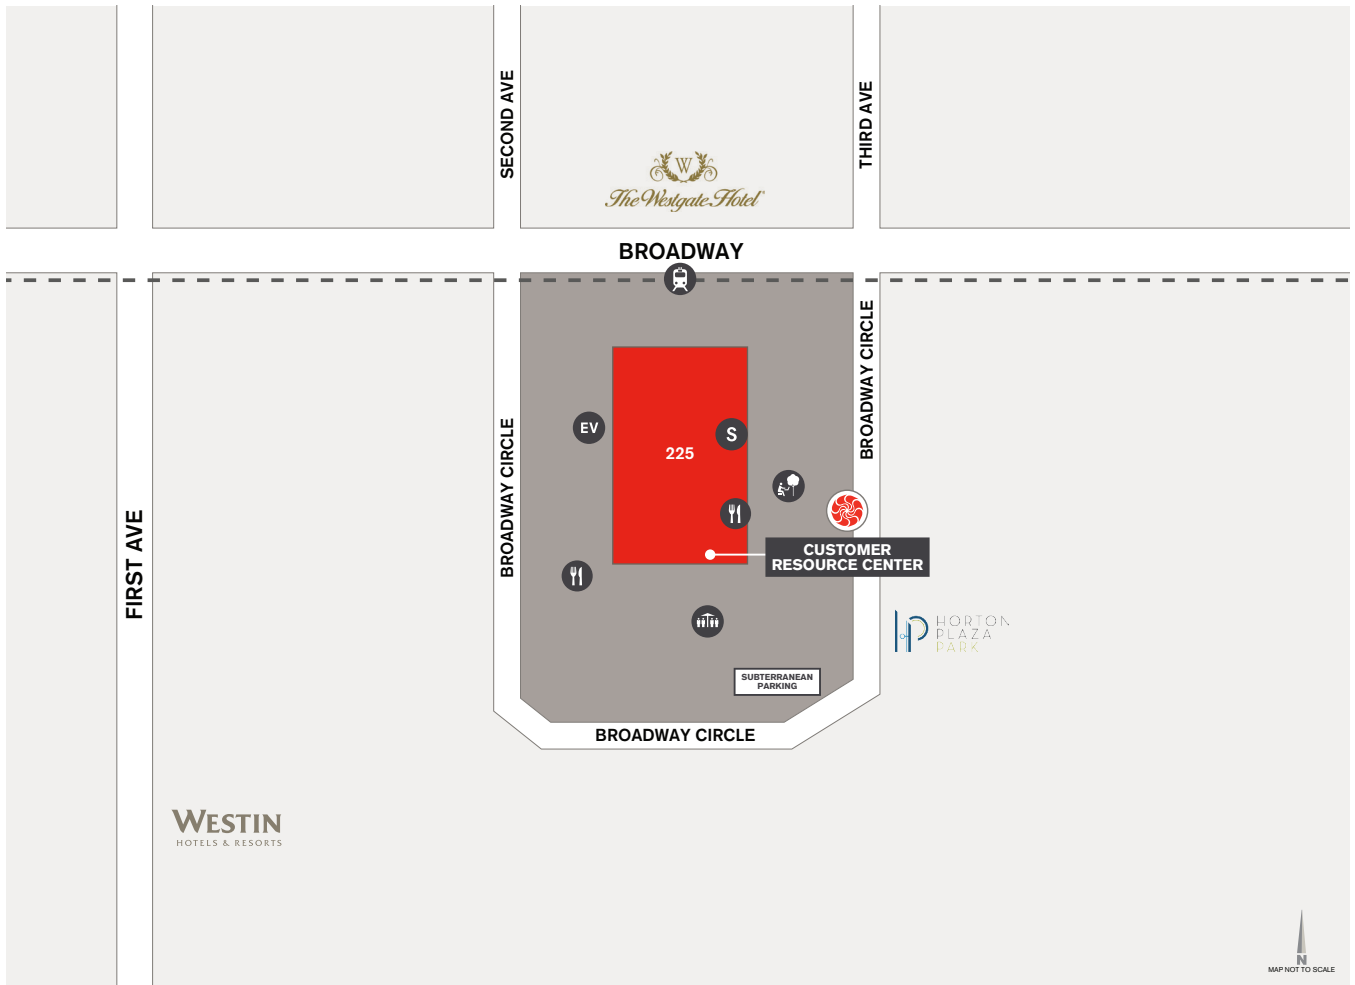 SECOND AVE
THIRD AVE
W
The Westgate Hotel
BROADWAY
BROADWAY CIRCLE
EV
S
225
BROADWAY CIRCLE
FIRST AVE
CUSTOMER
RESOURCE CENTER
HORTON
PLAZA
PARK
SUBTERRANEAN
PARKING
BROADWAY CIRCLE
WESTIN
HOTELS & RESORTS
N
MAP NOT TO SCALE